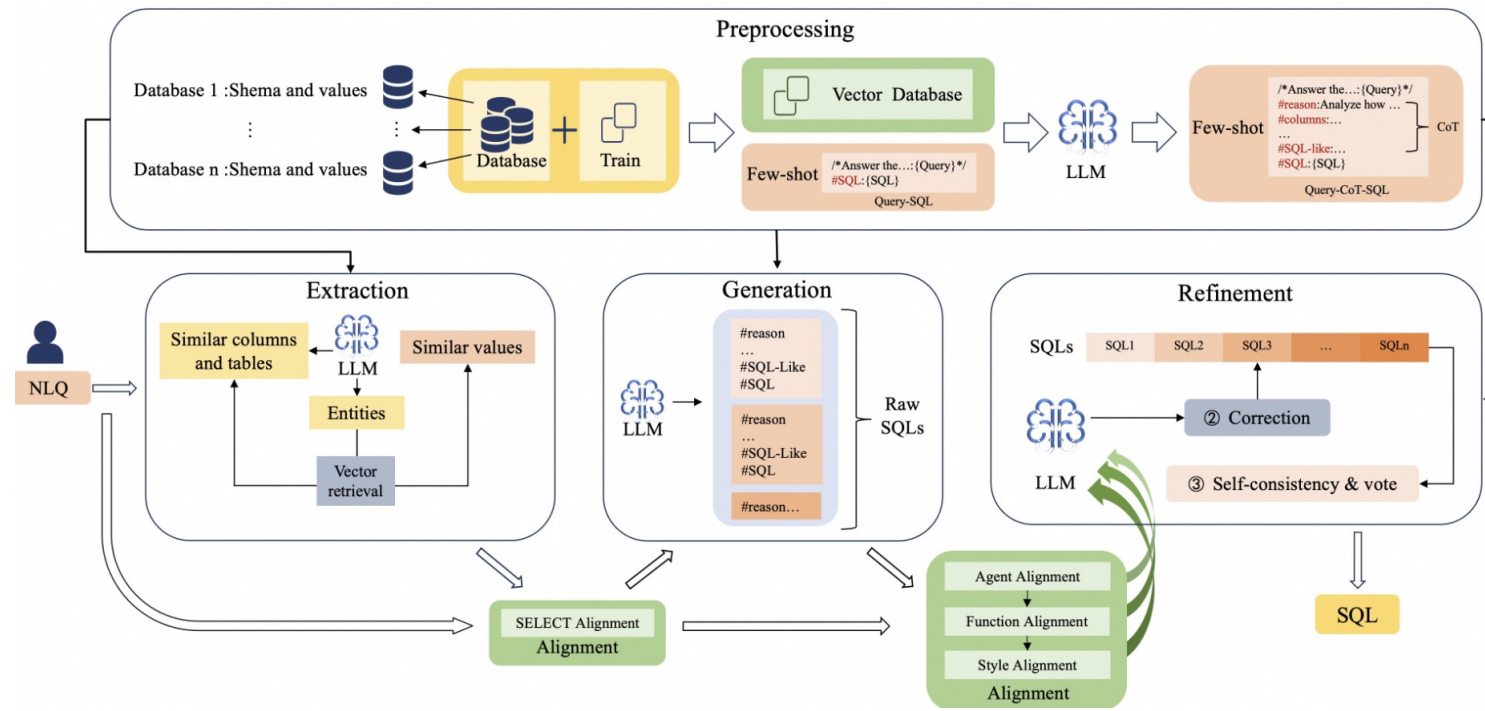 Preprocessing
Database 1 :Shema and values
⋮
Database n :Shema and values
⋮
Database
+
Train
Vector Database
Few-shot
/*Answer the…:{Query}*/
#SQL:{SQL}
Query-SQL
LLM
Few-shot
/*Answer the…:{Query}*/
#reason:Analyze how …
#columns:…
…
#SQL-like:…
#SQL:{SQL}
CoT
Query-CoT-SQL
NLQ
Extraction
Similar columns
and tables
LLM
Similar values
Entities
Vector
retrieval
Generation
LLM
#reason
…
#SQL-Like
#SQL
#reason
…
#SQL-Like
#SQL
#reason…
Raw
SQLs
Refinement
SQLs
SQL1
SQL2
SQL3
…
SQLn
② Correction
LLM
③ Self-consistency & vote
SELECT Alignment
Alignment
Agent Alignment
Function Alignment
Style Alignment
Alignment
SQL